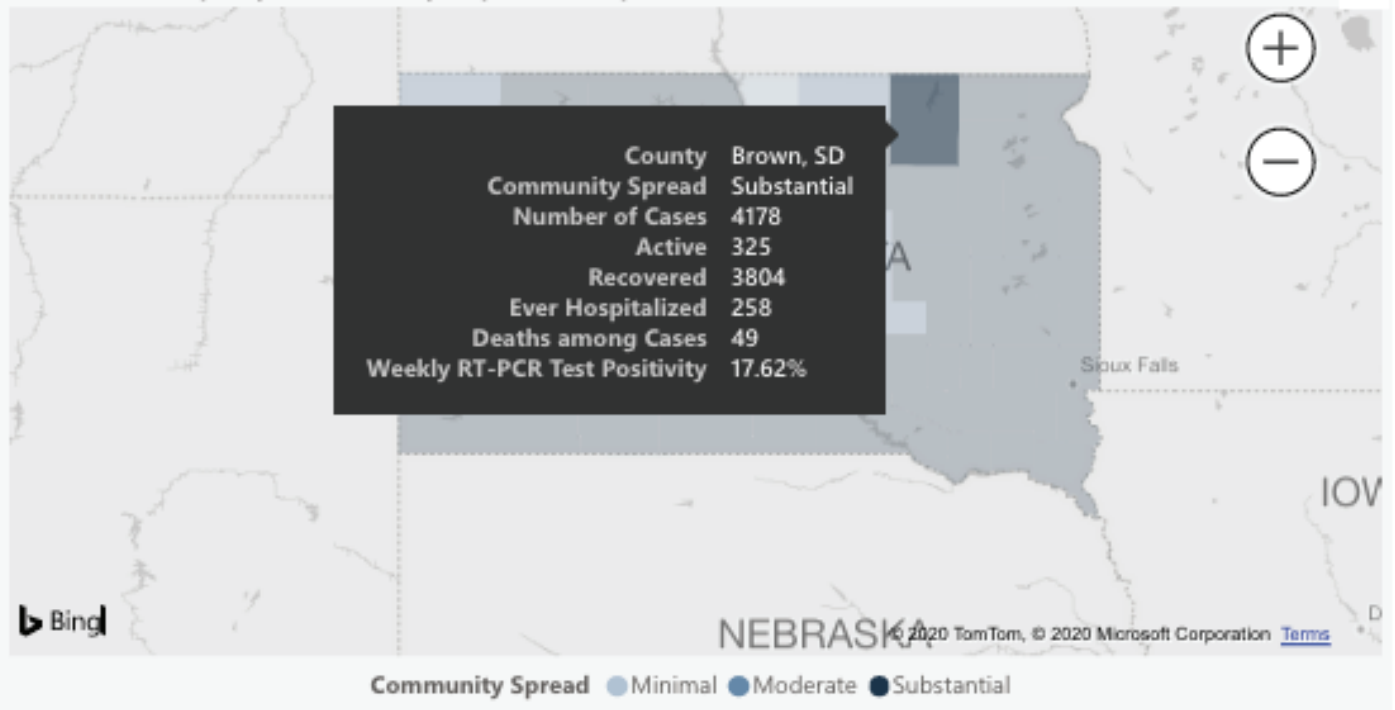 County Brown, SD
Community Spread Substantial
Number of Cases 4178
Active 325
Recovered 3804
Ever Hospitalized 258
Deaths among Cases 49
Weekly RT-PCR Test Positivity 17.62%
A
Sioux Falls
IOW
Bing
NEBRASKA
© 2020 TomTom, © 2020 Microsoft Corporation Terms
D
Community Spread Minimal Moderate Substantial